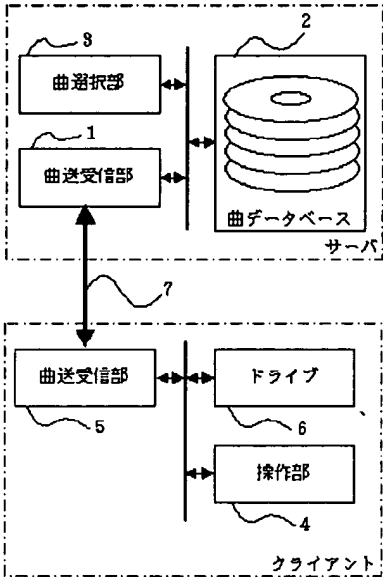 3
2
曲選択部
1
曲送受信部
曲データベース
サーバ
7
曲送受信部
ドライブ
5
6
操作部
4
クライアント